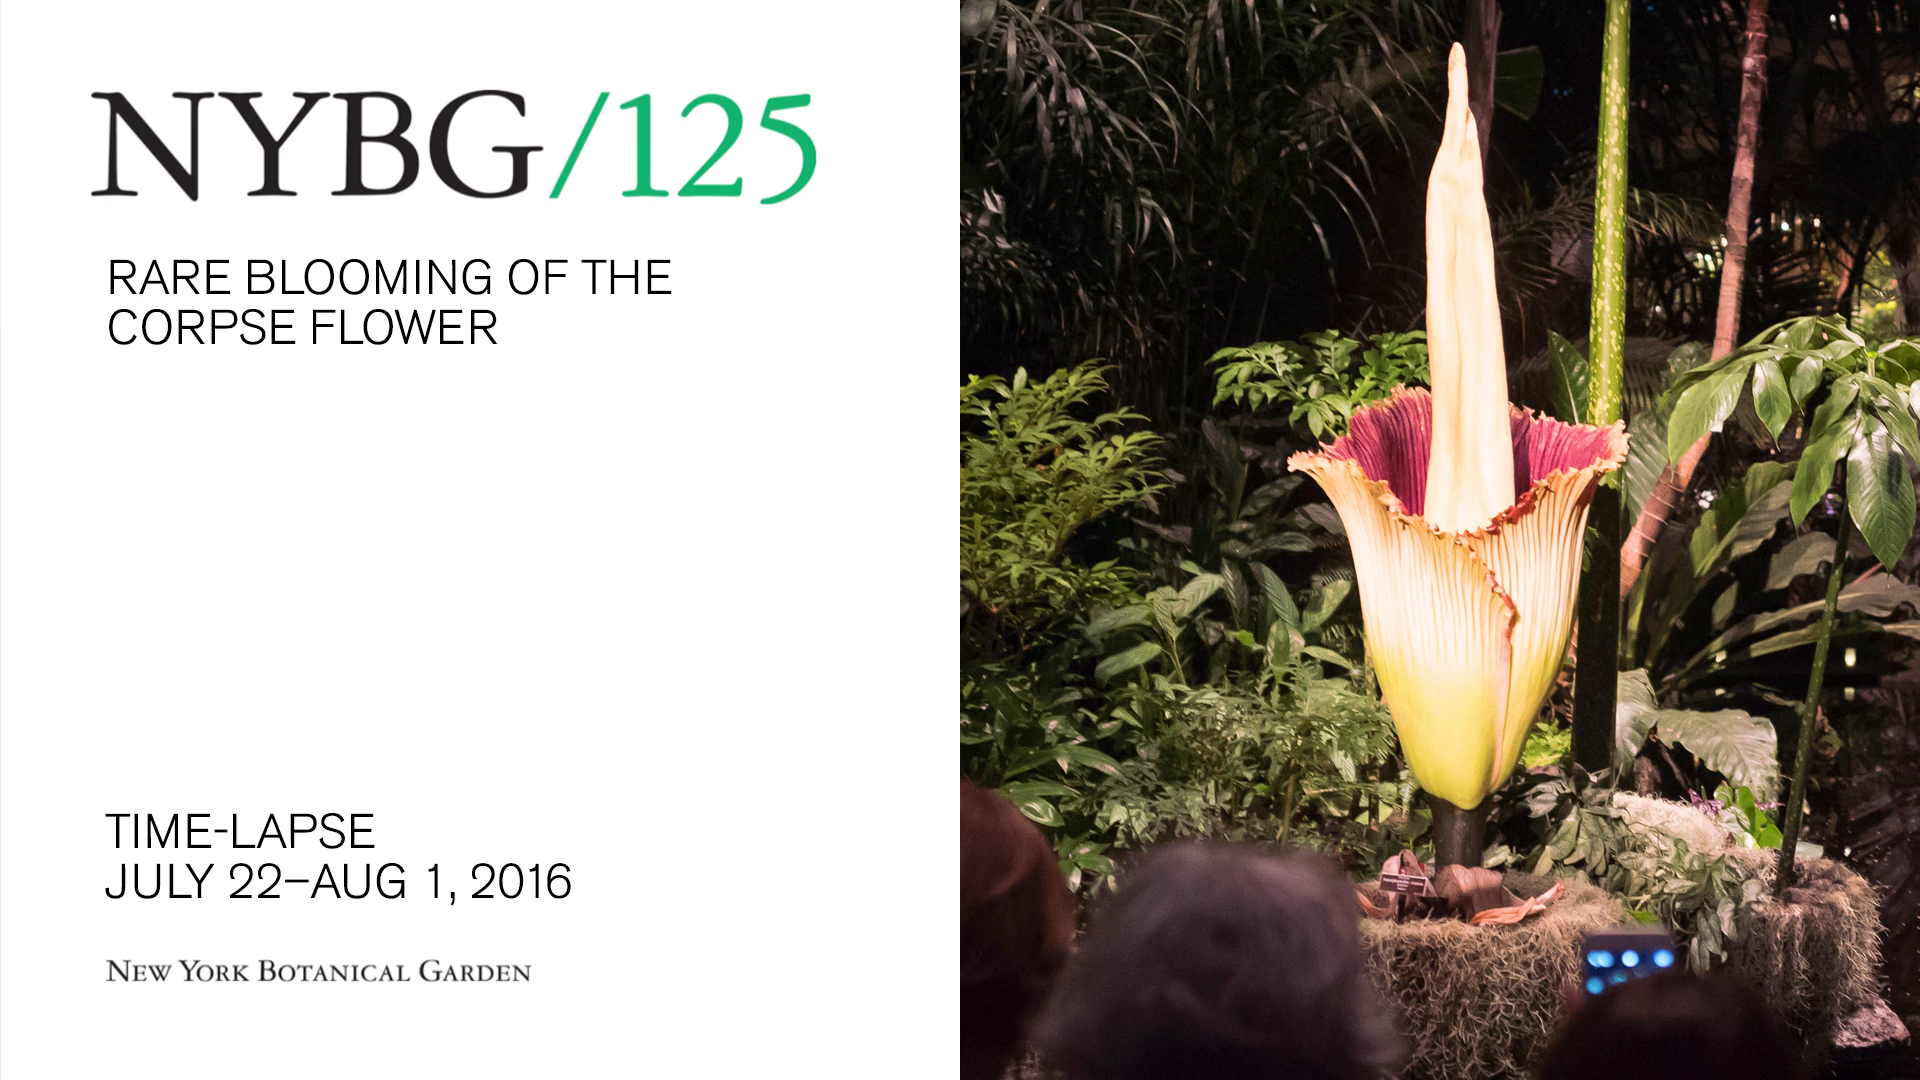 NYBG/125
RARE BLOOMING OF THE
CORPSE FLOWER
TIME-LAPSE
JULY 22–AUG 1, 2016
NEW YORK BOTANICAL GARDEN